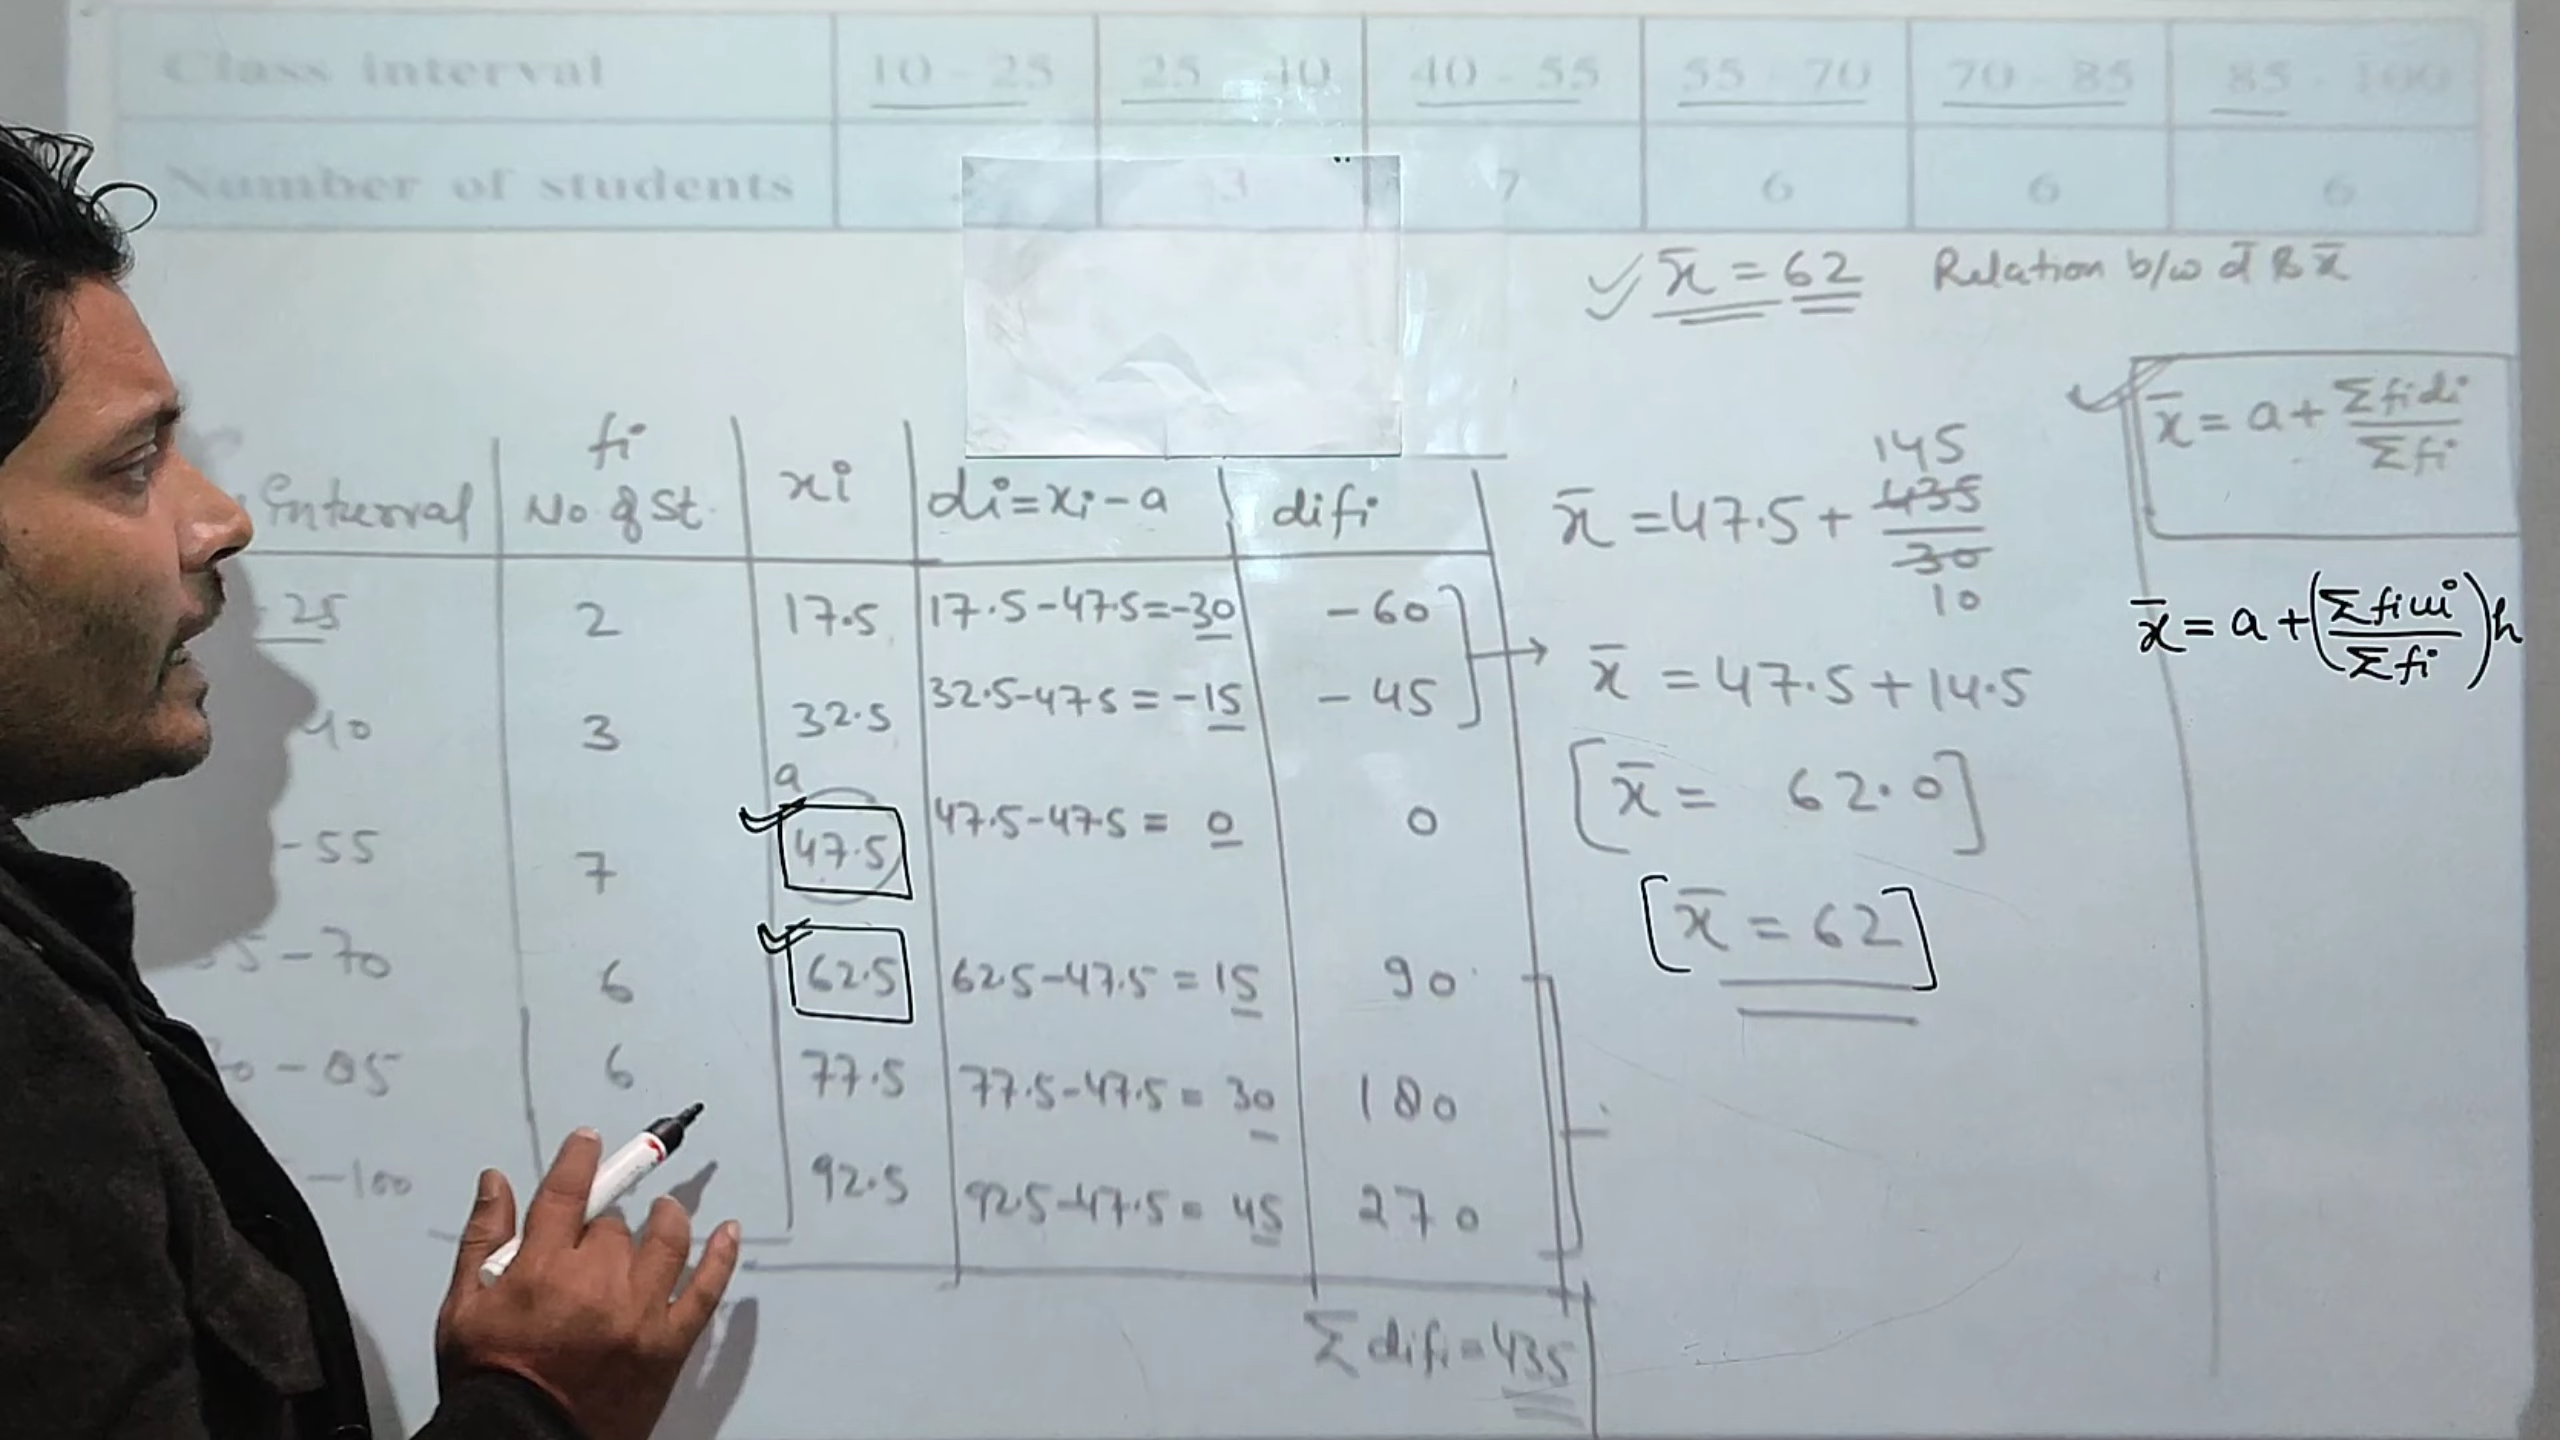 Class interval 10 - 25 25 - 40 40 - 55 55 - 70 70 - 85 85 - 100
Number of students 3 7 6 6 6
x̄ = 62 Relation b/w d̄ & x̄
x̄ = a + Σfidi / Σfi
Interval fi No. of St. xi di = xi - a difi
- 25 2 17.5 17.5-47.5=-30 -60
40 3 32.5 32.5-47.5=-15 -45
a
-55 7 47.5 47.5-47.5= 0 0
55-70 6 62.5 62.5-47.5=15 90
-85 6 77.5 77.5-47.5= 30 180
-100 92.5 92.5-47.5= 45 270
Σdifi=435
145
x̄ = 47.5 + 435 / 30
10
x̄ = 47.5 + 14.5
[x̄ = 62.0]
[x̄ = 62]
x̄ = a + (Σfiui / Σfi)h